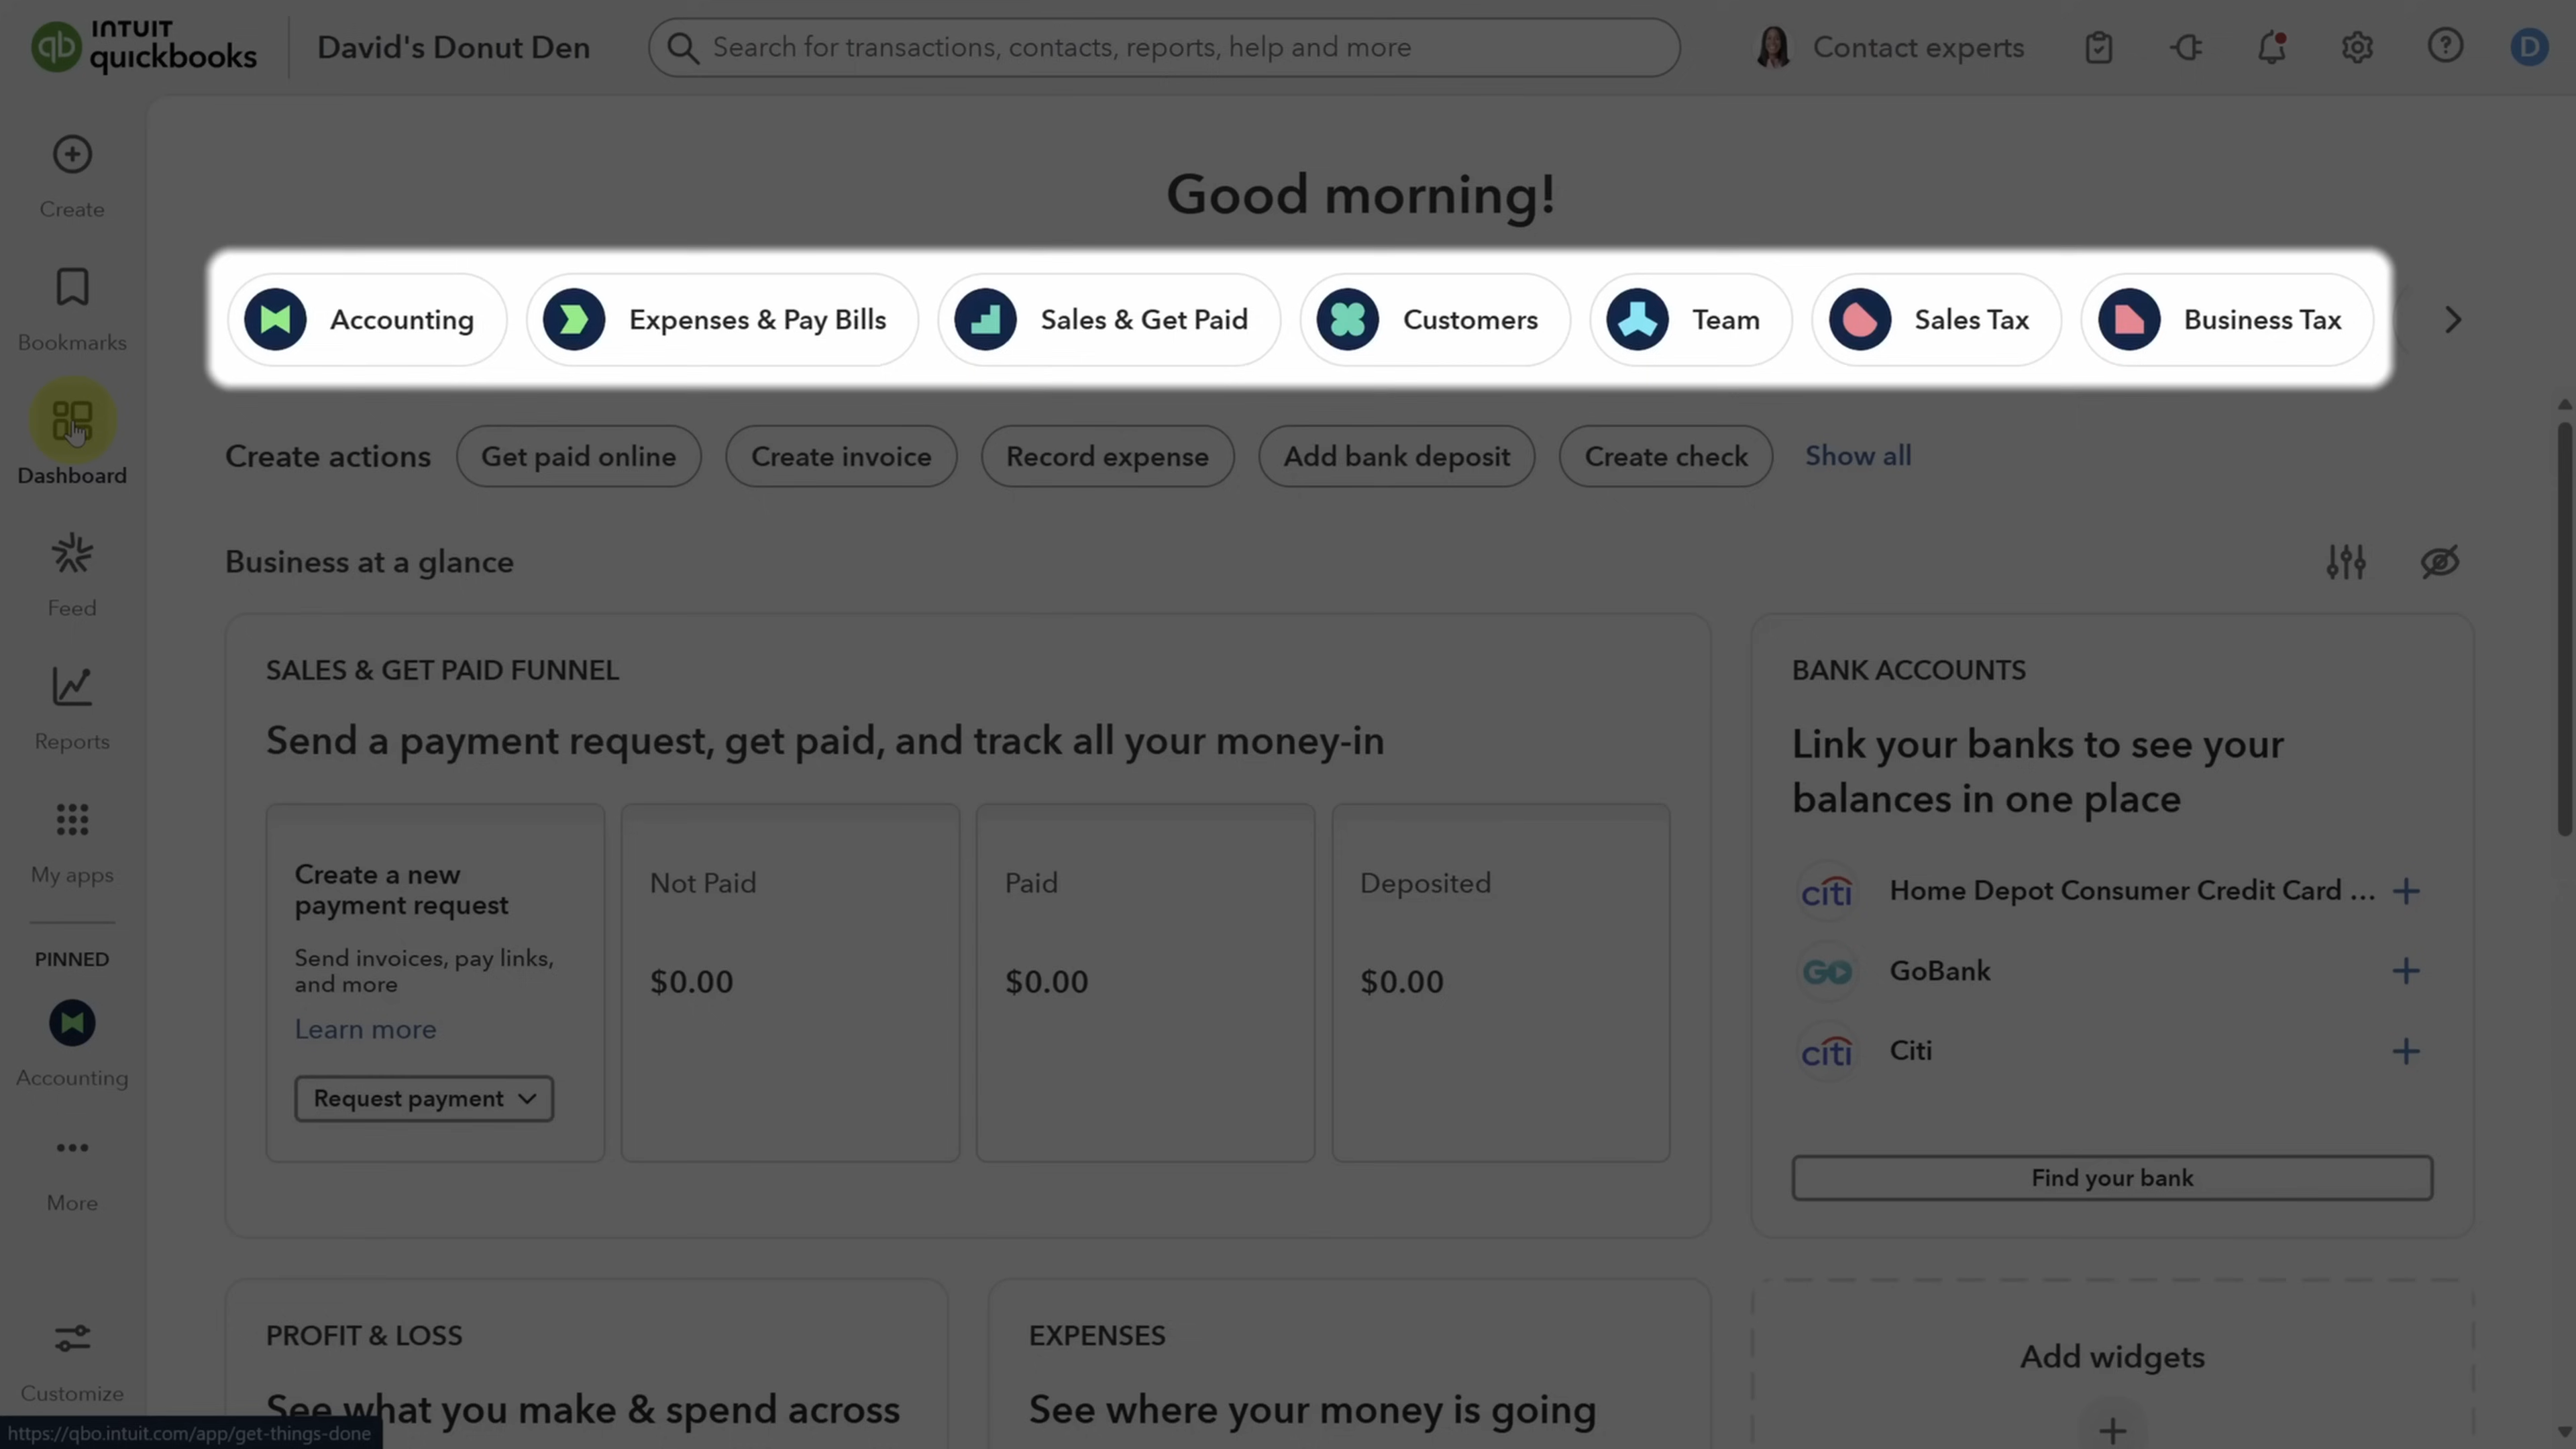 INTUIT
quickbooks
David's Donut Den
Search for transactions, contacts, reports, help and more
Contact experts
D
Create
Bookmarks
Dashboard
Feed
Reports
My apps
PINNED
Accounting
More
Customize
Good morning!
Accounting
Expenses & Pay Bills
Sales & Get Paid
Customers
Team
Sales Tax
Business Tax
Create actions
Get paid online
Create invoice
Record expense
Add bank deposit
Create check
Show all
Business at a glance
SALES & GET PAID FUNNEL
Send a payment request, get paid, and track all your money-in
Create a new
payment request
Send invoices, pay links,
and more
Learn more
Request payment
Not Paid
$0.00
Paid
$0.00
Deposited
$0.00
BANK ACCOUNTS
Link your banks to see your
balances in one place
citi
Home Depot Consumer Credit Card ...
GO
GoBank
citi
Citi
Find your bank
PROFIT & LOSS
See what you make & spend across
EXPENSES
See where your money is going
Add widgets
https://qbo.intuit.com/app/get-things-done